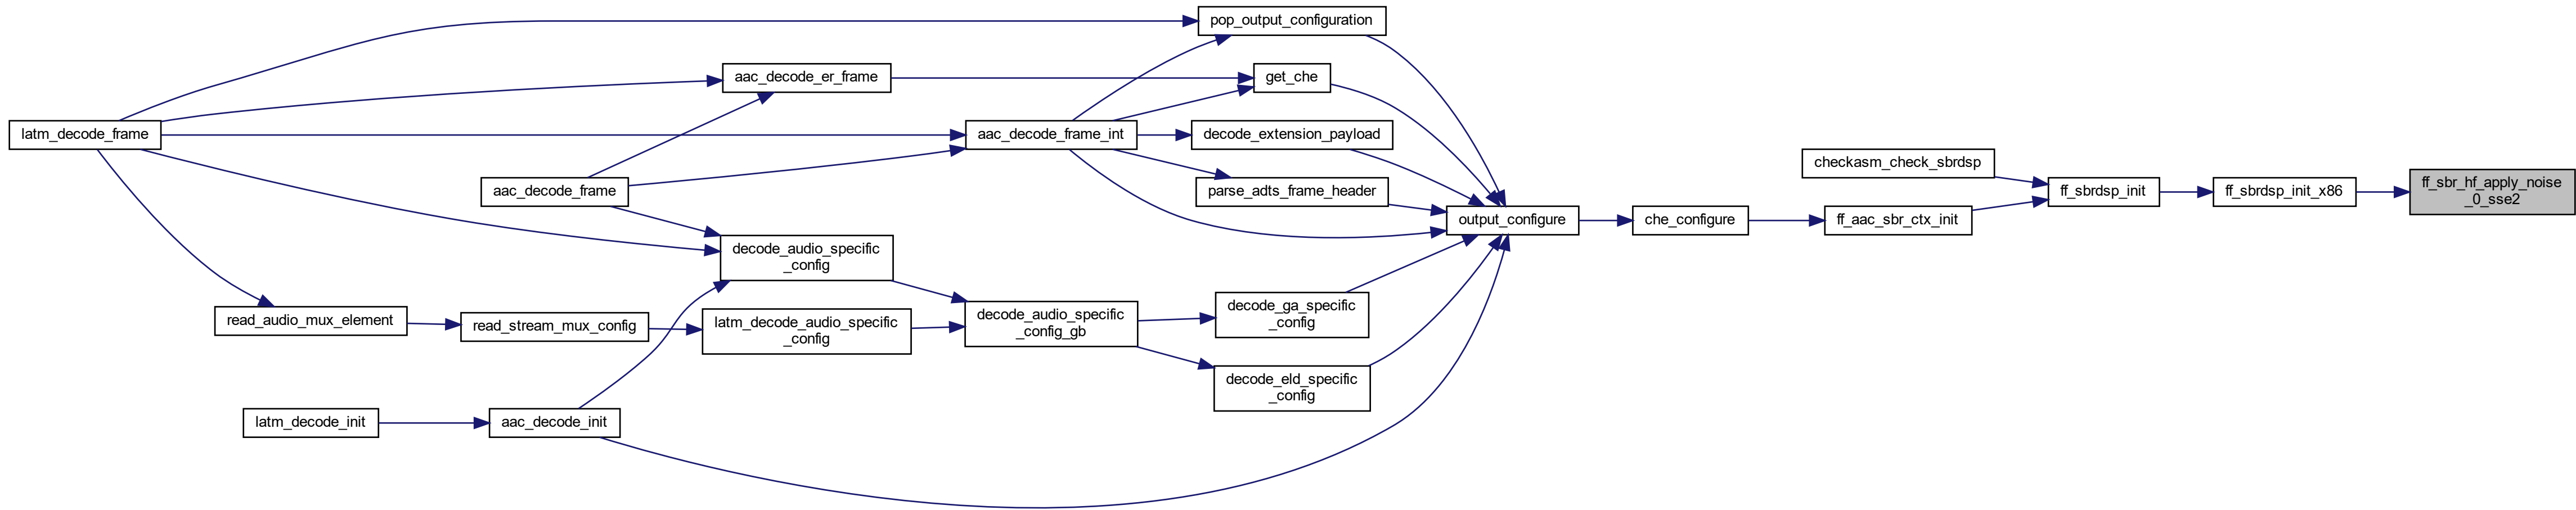 pop_output_configuration
aac_decode_er_frame
get_che
latm_decode_frame
aac_decode_frame_int
decode_extension_payload
aac_decode_frame
parse_adts_frame_header
checkasm_check_sbrdsp
output_configure
che_configure
ff_aac_sbr_ctx_init
ff_sbrdsp_init
ff_sbrdsp_init_x86
ff_sbr_hf_apply_noise
_0_sse2
decode_audio_specific
_config
read_audio_mux_element
read_stream_mux_config
latm_decode_audio_specific
_config
decode_audio_specific
_config_gb
decode_ga_specific
_config
decode_eld_specific
_config
latm_decode_init
aac_decode_init